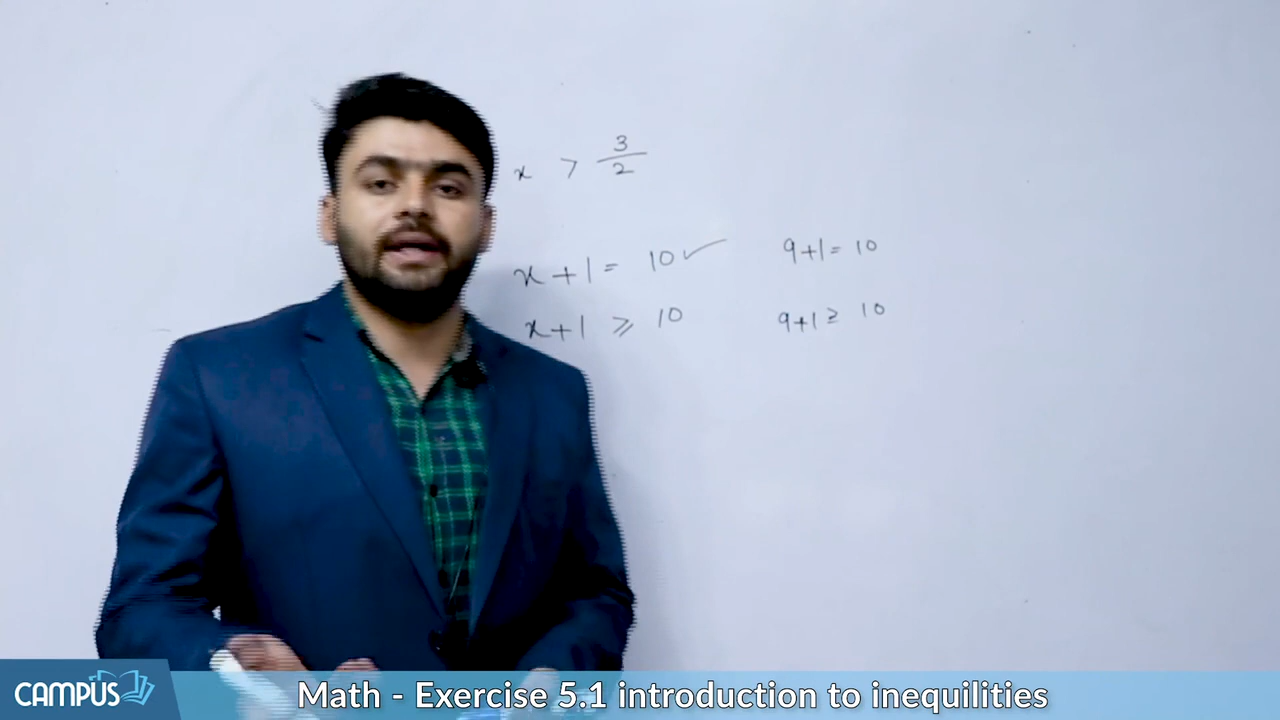 x > 3/2
x + 1 = 10 ✓ 9+1 = 10
x+1 ⩾ 10 9+1 ≥ 10
CAMPUS
Math - Exercise 5.1 introduction to inequilities